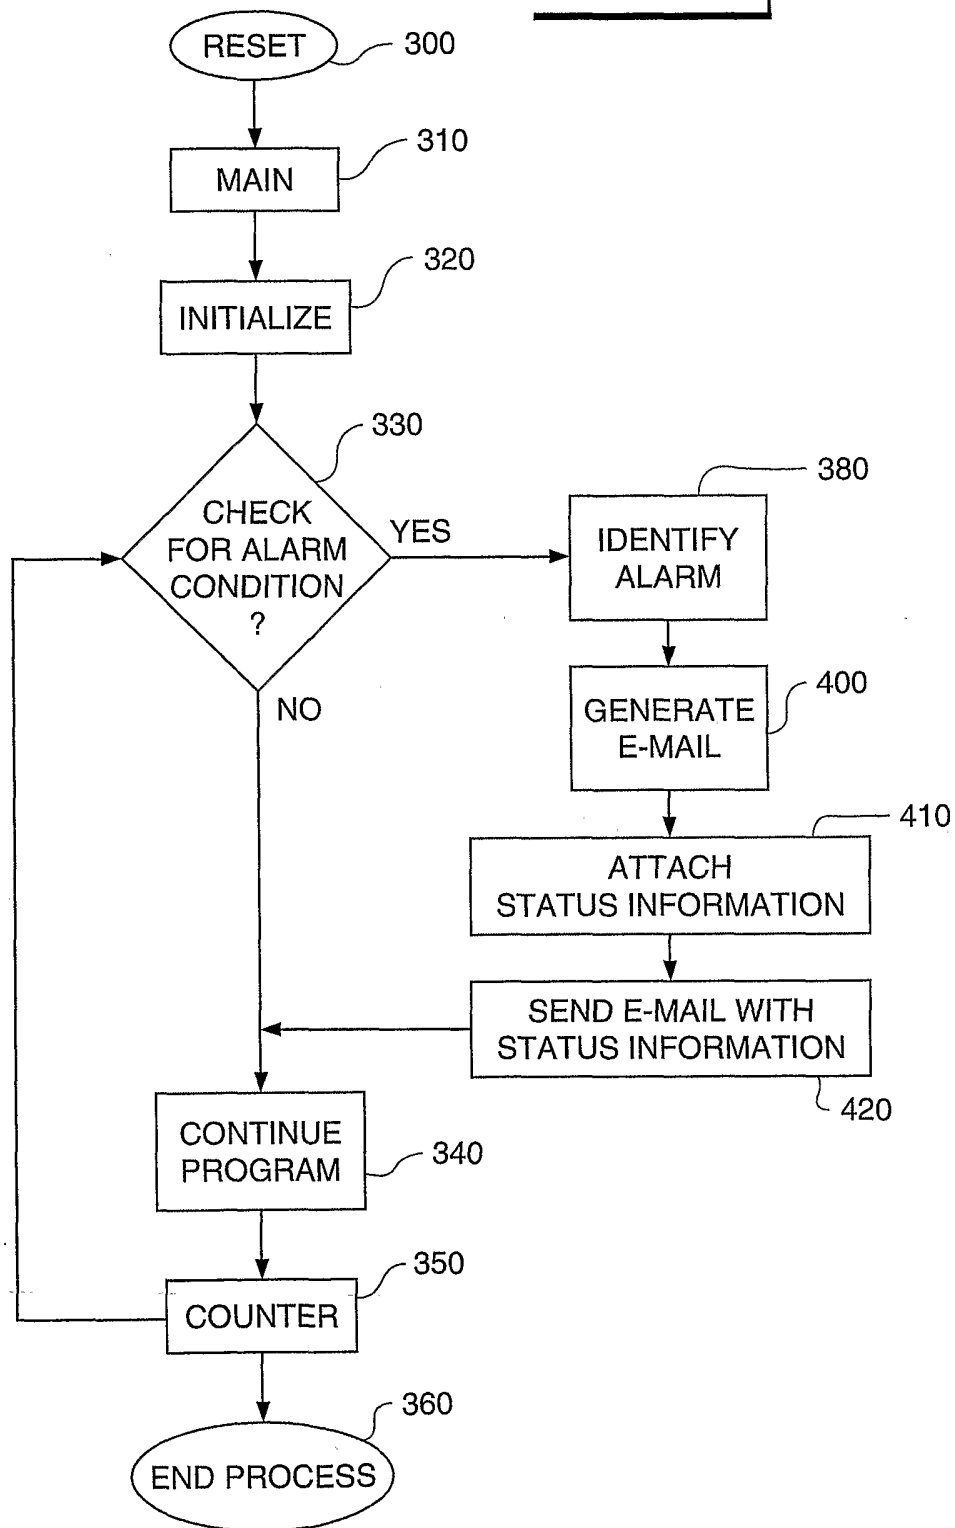 RESET
300
MAIN
310
INITIALIZE
320
CHECK
FOR ALARM
CONDITION
?
330
YES
NO
IDENTIFY
ALARM
380
GENERATE
E-MAIL
400
ATTACH
STATUS INFORMATION
410
SEND E-MAIL WITH
STATUS INFORMATION
420
CONTINUE
PROGRAM
340
COUNTER
350
END PROCESS
360